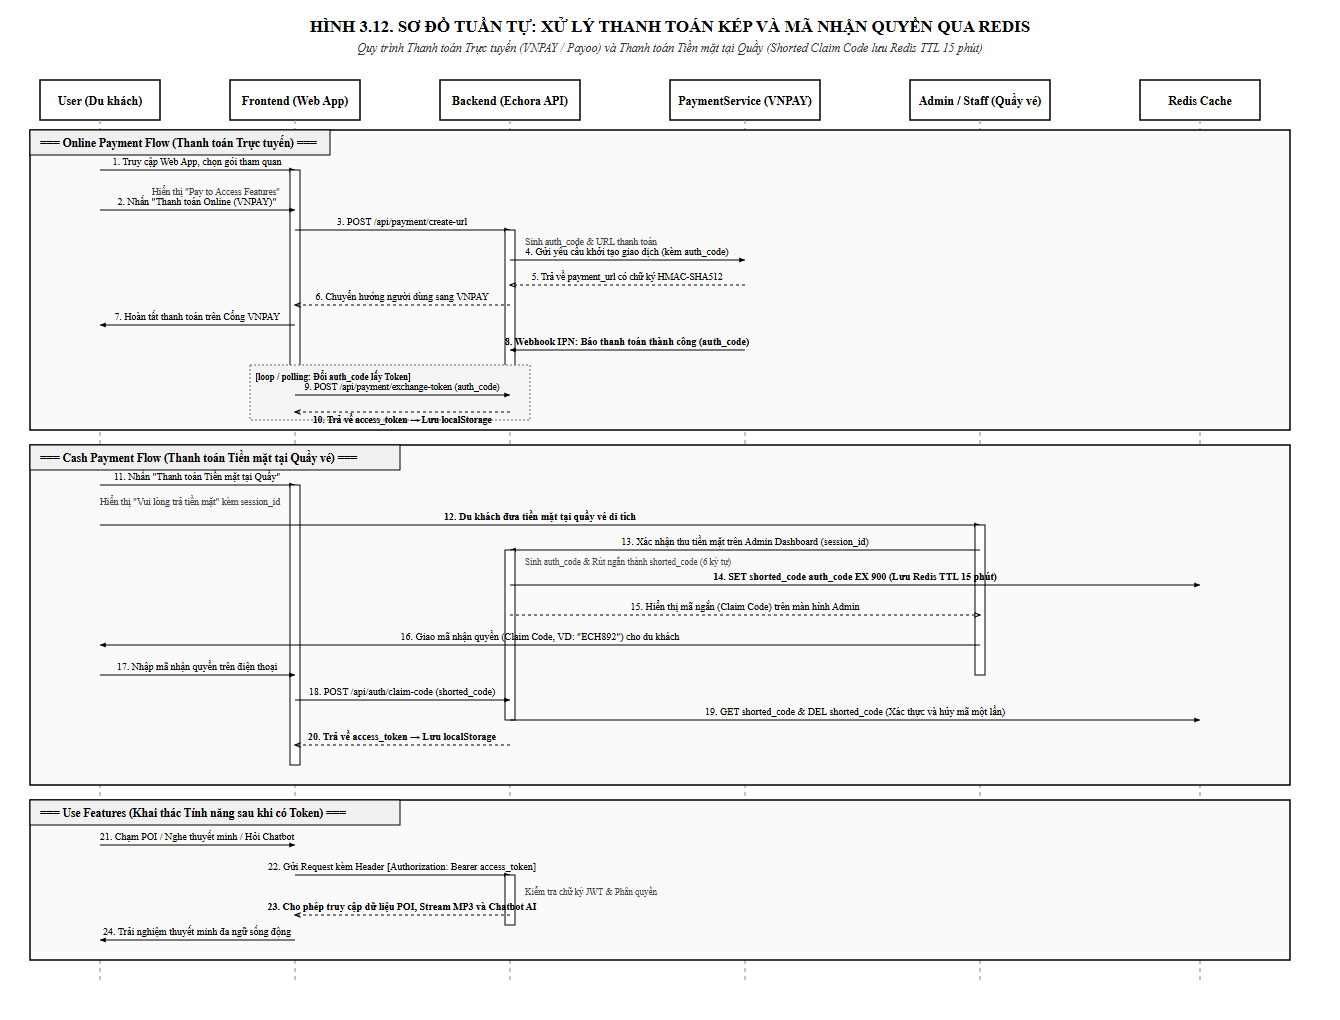 HÌNH 3.12. SƠ ĐỒ TUẦN TỰ: XỬ LÝ THANH TOÁN KÉP VÀ MÃ NHẬN QUYỀN QUA REDIS
Quy trình Thanh toán Trực tuyến (VNPAY / Payoo) và Thanh toán Tiền mặt tại Quầy (Shorted Claim Code lưu Redis TTL 15 phút)
User (Du khách)
Frontend (Web App)
Backend (Echora API)
PaymentService (VNPAY)
Admin / Staff (Quầy vé)
Redis Cache
=== Online Payment Flow (Thanh toán Trực tuyến) ===
1. Truy cập Web App, chọn gói tham quan
Hiển thị "Pay to Access Features"
2. Nhấn "Thanh toán Online (VNPAY)"
3. POST /api/payment/create-url
Sinh auth_code & URL thanh toán
4. Gửi yêu cầu khởi tạo giao dịch (kèm auth_code)
5. Trả về payment_url có chữ ký HMAC-SHA512
6. Chuyển hướng người dùng sang VNPAY
7. Hoàn tất thanh toán trên Cổng VNPAY
8. Webhook IPN: Báo thanh toán thành công (auth_code)
[loop / polling: Đổi auth_code lấy Token]
9. POST /api/payment/exchange-token (auth_code)
10. Trả về access_token → Lưu localStorage
=== Cash Payment Flow (Thanh toán Tiền mặt tại Quầy vé) ===
11. Nhấn "Thanh toán Tiền mặt tại Quầy"
Hiển thị "Vui lòng trả tiền mặt" kèm session_id
12. Du khách đưa tiền mặt tại quầy vé di tích
13. Xác nhận thu tiền mặt trên Admin Dashboard (session_id)
Sinh auth_code & Rút ngắn thành shorted_code (6 ký tự)
14. SET shorted_code auth_code EX 900 (Lưu Redis TTL 15 phút)
15. Hiển thị mã ngắn (Claim Code) trên màn hình Admin
16. Giao mã nhận quyền (Claim Code, VD: "ECH892") cho du khách
17. Nhập mã nhận quyền trên điện thoại
18. POST /api/auth/claim-code (shorted_code)
19. GET shorted_code & DEL shorted_code (Xác thực và hủy mã một lần)
20. Trả về access_token → Lưu localStorage
=== Use Features (Khai thác Tính năng sau khi có Token) ===
21. Chạm POI / Nghe thuyết minh / Hỏi Chatbot
22. Gửi Request kèm Header [Authorization: Bearer access_token]
Kiểm tra chữ ký JWT & Phân quyền
23. Cho phép truy cập dữ liệu POI, Stream MP3 và Chatbot AI
24. Trải nghiệm thuyết minh đa ngữ sống động